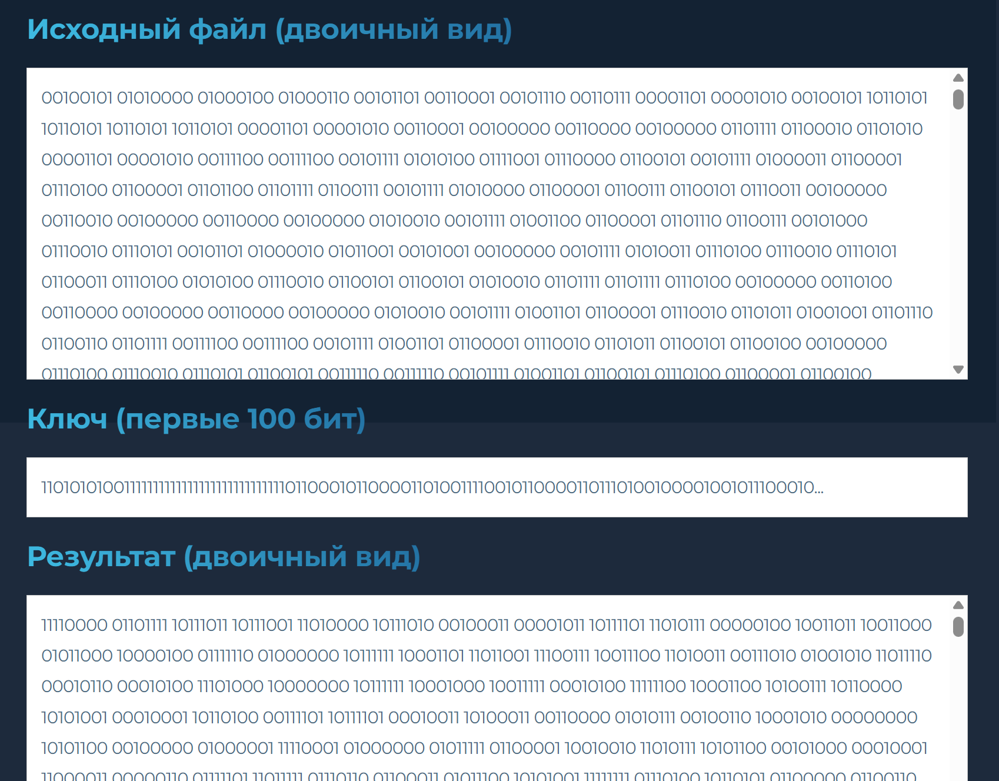 Исходный файл (двоичный вид)
00100101 01010000 01000100 01000110 00101101 00110001 00101110 00110111 00001101 00001010 00100101 10110101
10110101 10110101 10110101 00001101 00001010 00110001 00100000 00110000 00100000 01101111 01100010 01101010
00001101 00001010 00111100 00111100 00101111 01010100 01111001 01110000 01100101 00101111 01000011 01100001
01110100 01100001 01101100 01101111 01100111 00101111 01010000 01100001 01100111 01100101 01110011 00100000
00110010 00100000 00110000 00100000 01010010 00101111 01001100 01100001 01101110 01100111 00101000
01110010 01110101 00101101 01000010 01011001 00101001 00100000 00101111 01010011 01110100 01110010 01110101
01100011 01110100 01010100 01110010 01100101 01100101 01010010 01101111 01101111 01110100 00100000 00110100
00110000 00100000 00110000 00100000 01010010 00101111 01001101 01100001 01110010 01101011 01001001 01101110
01100110 01101111 00111100 00111100 00101111 01001101 01100001 01110010 01101011 01100101 01100100 00100000
01110100 01110010 01110101 01100101 00111110 00111110 00101111 01001101 01100101 01110100 01100001 01100100
Ключ (первые 100 бит)
1101010100111111111111111111111111111101100010110000110100111100101100001101110100100001001011100010...
Результат (двоичный вид)
11110000 01101111 10111011 10111001 11010000 10111010 00100011 00001011 10111101 11010111 00000100 10011011 10011000
01011000 10000100 01111110 01000000 10111111 10001101 11011001 11100111 10011100 11010011 00111010 01001010 11011110
00010110 00010100 11101000 10000000 10111111 10001000 10011111 00010100 11111100 10001100 10100111 10110000
10101001 00010001 10110100 00111101 10111101 00010011 10100011 00110000 01010111 00100110 10001010 00000000
10101100 00100000 01000001 11110001 01000000 01011111 01100001 10010010 11010111 10101100 00101000 00010001
11000011 00000110 01111101 11011111 01110110 01100011 01011100 10101001 11111111 01110100 10110101 01100000 01100110